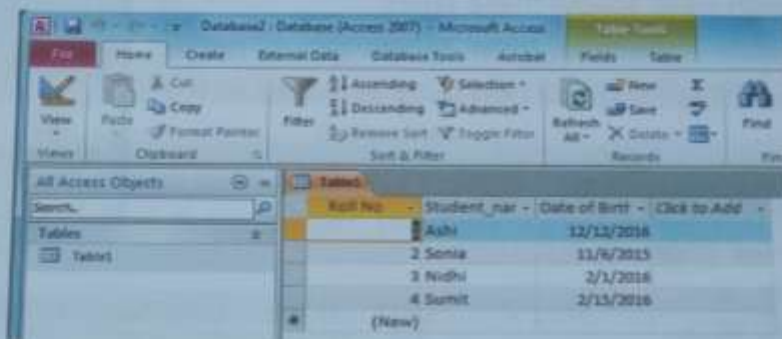 Database2 : Database (Access 2007) - Microsoft Access
Table Tools
File Home Create External Data Database Tools Acrobat Fields Table
View
Paste
Cut
Copy
Format Painter
Filter
Ascending
Descending
Remove Sort
Selection
Advanced
Toggle Filter
Refresh All
New
Save
Delete
Σ
Find
Views Clipboard Sort & Filter Records
All Access Objects
Search...
Tables
Table1
Table1
Roll No Student_nar Date of Birth Click to Add
Ashi 12/12/2016
2 Sonia 11/6/2015
3 Nidhi 2/1/2016
4 Sumit 2/15/2016
(New)